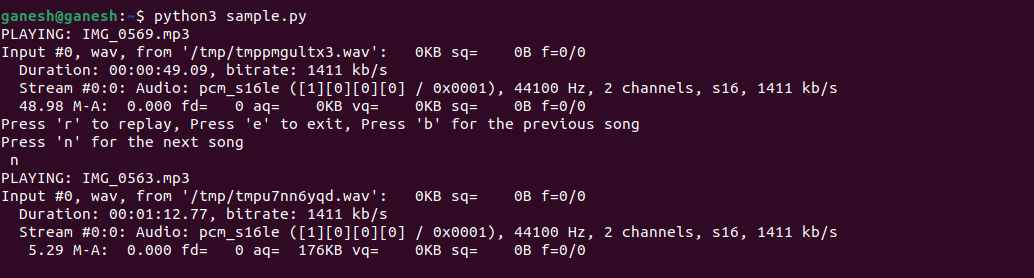 ganesh@ganesh:~$ python3 sample.py
PLAYING: IMG_0569.mp3
Input #0, wav, from '/tmp/tmppmgultx3.wav':   0KB sq=    0B f=0/0
  Duration: 00:00:49.09, bitrate: 1411 kb/s
  Stream #0:0: Audio: pcm_s16le ([1][0][0][0] / 0x0001), 44100 Hz, 2 channels, s16, 1411 kb/s
  48.98 M-A:  0.000 fd=   0 aq=    0KB vq=    0KB sq=    0B f=0/0
Press 'r' to replay, Press 'e' to exit, Press 'b' for the previous song
Press 'n' for the next song
 n
PLAYING: IMG_0563.mp3
Input #0, wav, from '/tmp/tmpu7nn6yqd.wav':   0KB sq=    0B f=0/0
  Duration: 00:01:12.77, bitrate: 1411 kb/s
  Stream #0:0: Audio: pcm_s16le ([1][0][0][0] / 0x0001), 44100 Hz, 2 channels, s16, 1411 kb/s
   5.29 M-A:  0.000 fd=   0 aq=  176KB vq=    0KB sq=    0B f=0/0